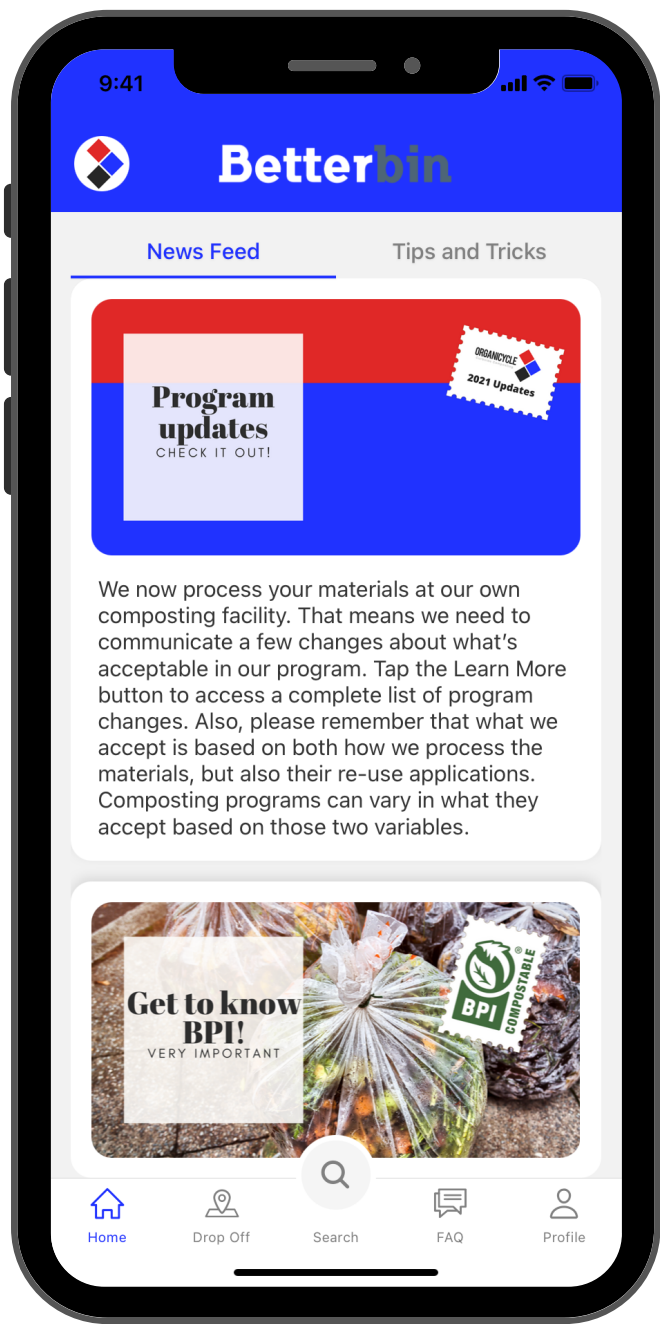 9:41
Betterbin
News Feed
Tips and Tricks
Program
updates
CHECK IT OUT!
ORGANICYCLE
2021 Updates
We now process your materials at our own
composting facility. That means we need to
communicate a few changes about what's
acceptable in our program. Tap the Learn More
button to access a complete list of program
changes. Also, please remember that what we
accept is based on both how we process the
materials, but also their re-use applications.
Composting programs can vary in what they
accept based on those two variables.
Get to know
BPI!
VERY IMPORTANT
BPI
®
COMPOSTABLE
Home
Drop Off
Search
FAQ
Profile